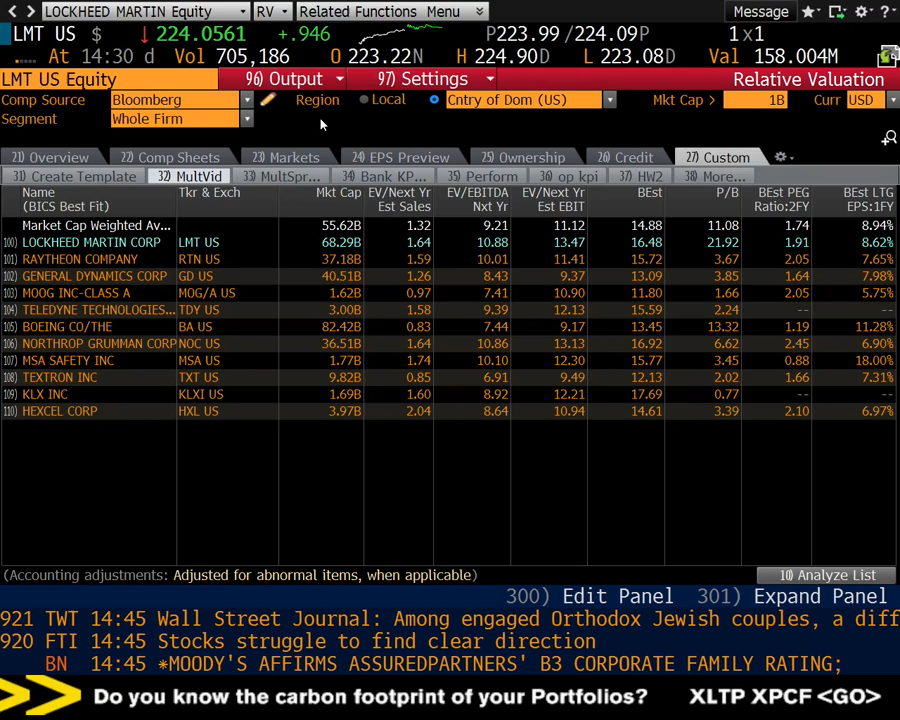 LOCKHEED MARTIN Equity RV Related Functions Menu Message ?
LMT US $ ↓ 224.0561 +.946 P223.99 /224.09P 1x1
At 14:30 d Vol 705,186 O 223.22N H 224.90D L 223.08D Val 158.004M
LMT US Equity 96) Output 97) Settings Relative Valuation
Comp Source Bloomberg Region Local Cntry of Dom (US) Mkt Cap > 1B Curr USD
Segment Whole Firm
21) Overview 22) Comp Sheets 23) Markets 24) EPS Preview 25) Ownership 26) Credit 27) Custom
31) Create Template 32) MultVid 33) MultSpr... 34) Bank KP... 35) Perform 36) op kpi 37) HW2 38) More...
Name Tkr & Exch Mkt Cap EV/Next Yr EV/EBITDA EV/Next Yr BEst P/B BEst PEG BEst LTG
(BICS Best Fit) Est Sales Nxt Yr Est EBIT Ratio:2FY EPS:1FY
Market Cap Weighted Av... 55.62B 1.32 9.21 11.12 14.88 11.08 1.74 8.94%
100) LOCKHEED MARTIN CORP LMT US 68.29B 1.64 10.88 13.47 16.48 21.92 1.91 8.62%
101) RAYTHEON COMPANY RTN US 37.18B 1.59 10.01 11.41 15.72 3.67 2.05 7.65%
102) GENERAL DYNAMICS CORP GD US 40.51B 1.26 8.43 9.37 13.09 3.85 1.64 7.98%
103) MOOG INC-CLASS A MOG/A US 1.62B 0.97 7.41 10.90 11.80 1.66 2.05 5.75%
104) TELEDYNE TECHNOLOGIES... TDY US 3.00B 1.58 9.39 12.13 15.59 2.24 -- --
105) BOEING CO/THE BA US 82.42B 0.83 7.44 9.17 13.45 13.32 1.19 11.28%
106) NORTHROP GRUMMAN CORP NOC US 36.51B 1.64 10.86 13.73 16.92 6.62 2.45 6.90%
107) MSA SAFETY INC MSA US 1.77B 1.74 10.10 12.30 15.77 3.45 0.88 18.00%
108) TEXTRON INC TXT US 9.82B 0.85 6.91 9.49 12.13 2.02 1.66 7.31%
109) KLX INC KLXI US 1.69B 1.60 8.92 12.21 17.69 0.77 -- --
110) HEXCEL CORP HXL US 3.97B 2.04 8.64 10.94 14.61 3.39 2.10 6.97%
(Accounting adjustments: Adjusted for abnormal items, when applicable) 10) Analyze List
300) Edit Panel 301) Expand Panel
921 TWT 14:45 Wall Street Journal: Among engaged Orthodox Jewish couples, a diff
920 FTI 14:45 Stocks struggle to find clear direction
BN 14:45 *MOODY'S AFFIRMS ASSUREDPARTNERS' B3 CORPORATE FAMILY RATING;
Do you know the carbon footprint of your Portfolios? XLTP XPCF <GO>